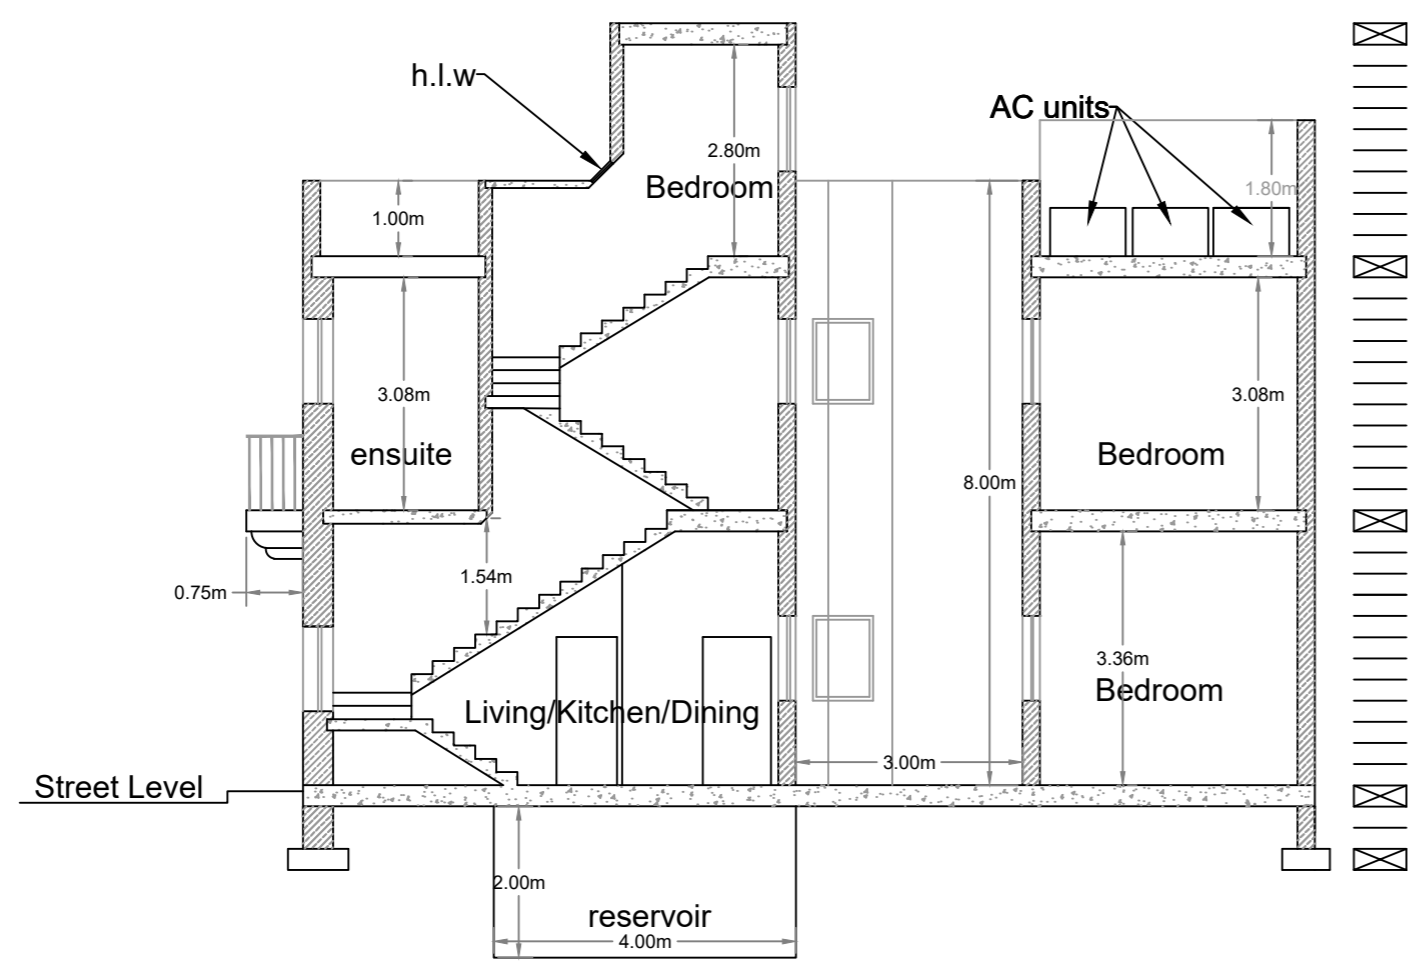 h.l.w
AC units
2.80m
Bedroom
1.80m
1.00m
3.08m
3.08m
ensuite
Bedroom
8.00m
1.54m
0.75m
3.36m
Bedroom
Living/Kitchen/Dining
3.00m
Street Level
2.00m
reservoir
4.00m